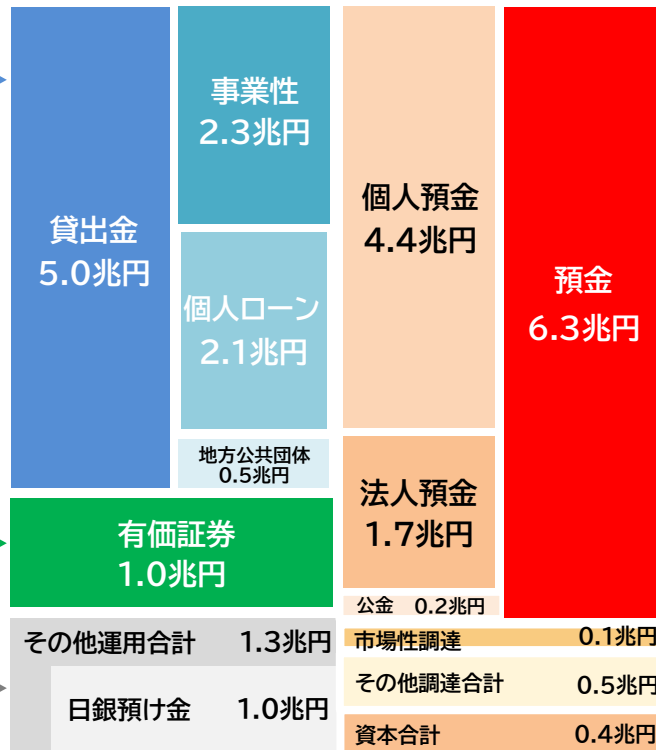 貸出金
5.0兆円
事業性
2.3兆円
個人ローン
2.1兆円
地方公共団体
0.5兆円
有価証券
1.0兆円
その他運用合計 1.3兆円
日銀預け金 1.0兆円
個人預金
4.4兆円
法人預金
1.7兆円
公金 0.2兆円
預金
6.3兆円
市場性調達 0.1兆円
その他調達合計 0.5兆円
資本合計 0.4兆円